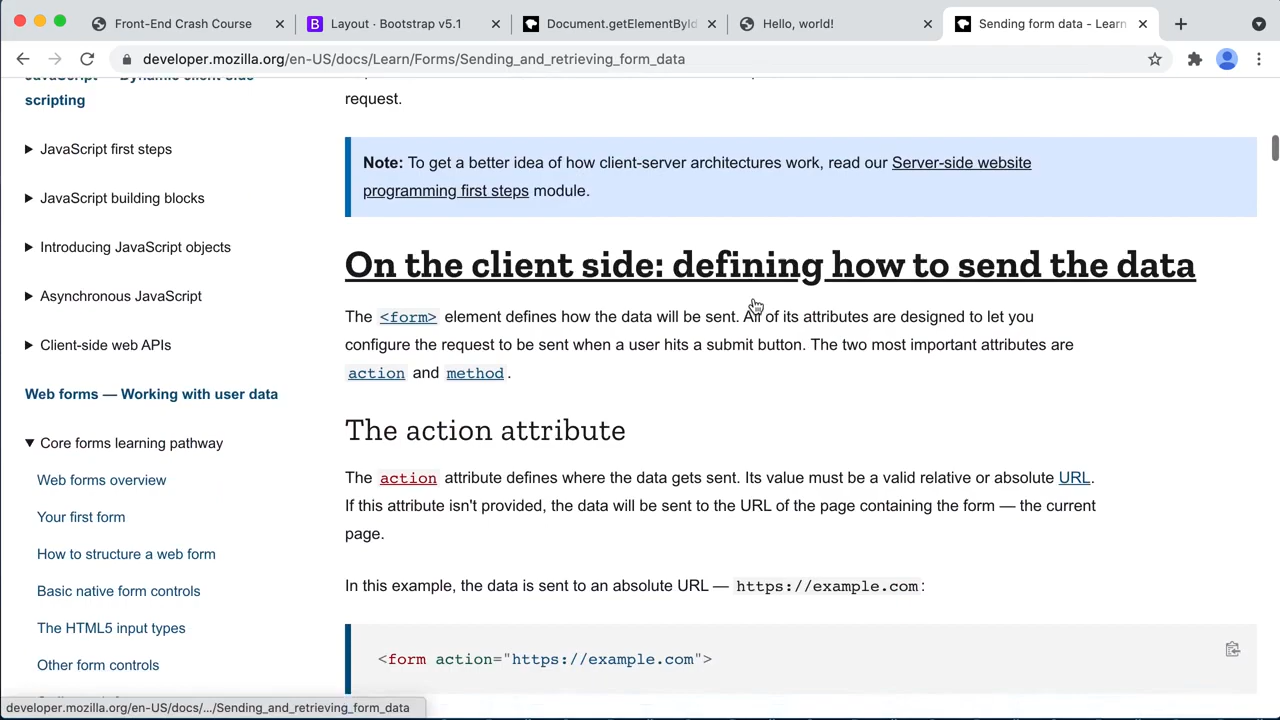 Front-End Crash Course
Layout · Bootstrap v5.1
Document.getElementById
Hello, world!
Sending form data - Learn
developer.mozilla.org/en-US/docs/Learn/Forms/Sending_and_retrieving_form_data
scripting
JavaScript first steps
JavaScript building blocks
Introducing JavaScript objects
Asynchronous JavaScript
Client-side web APIs
Web forms — Working with user data
Core forms learning pathway
Web forms overview
Your first form
How to structure a web form
Basic native form controls
The HTML5 input types
Other form controls
request.
Note: To get a better idea of how client-server architectures work, read our Server-side website
programming first steps module.
On the client side: defining how to send the data
The <form> element defines how the data will be sent. All of its attributes are designed to let you
configure the request to be sent when a user hits a submit button. The two most important attributes are
action and method.
The action attribute
The action attribute defines where the data gets sent. Its value must be a valid relative or absolute URL.
If this attribute isn't provided, the data will be sent to the URL of the page containing the form — the current
page.
In this example, the data is sent to an absolute URL — https://example.com:
<form action="https://example.com">
developer.mozilla.org/en-US/docs/.../Sending_and_retrieving_form_data